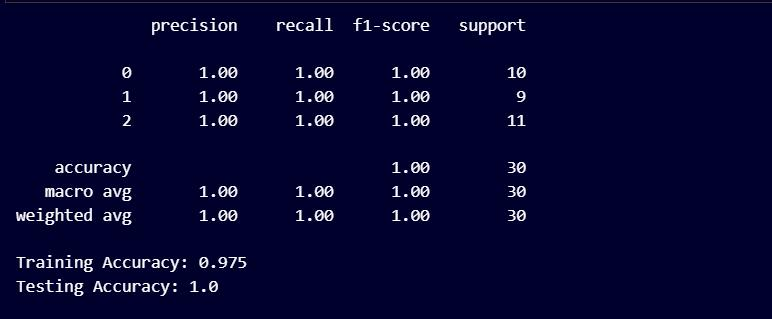 precision recall f1-score support
0 1.00 1.00 1.00 10
1 1.00 1.00 1.00 9
2 1.00 1.00 1.00 11
accuracy 1.00 30
macro avg 1.00 1.00 1.00 30
weighted avg 1.00 1.00 1.00 30
Training Accuracy: 0.975
Testing Accuracy: 1.0